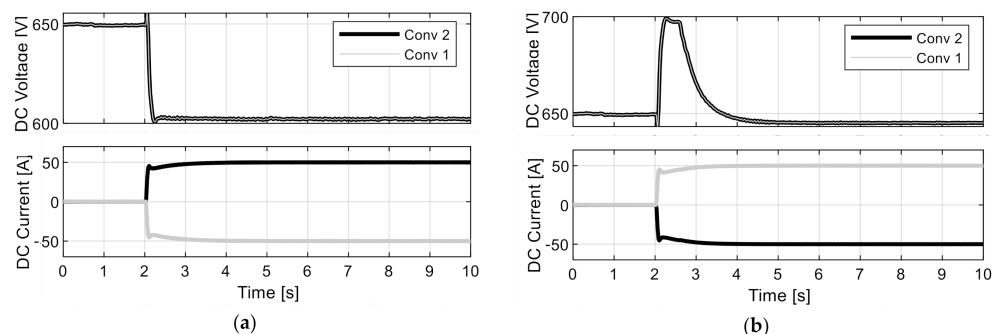 DC Voltage [V]
650
600
Conv 2
Conv 1
DC Current [A]
50
0
-50
0 1 2 3 4 5 6 7 8 9 10
Time [s]
(a)
DC Voltage [V]
700
650
Conv 2
Conv 1
DC Current [A]
50
0
-50
0 1 2 3 4 5 6 7 8 9 10
Time [s]
(b)